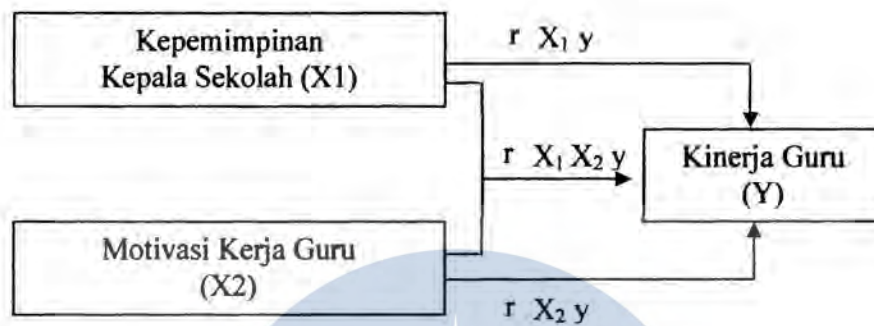 Kepemimpinan
Kepala Sekolah (X1)
r X₁ y
r X₁ X₂ y
Kinerja Guru
(Y)
Motivasi Kerja Guru
(X2)
r X₂ y